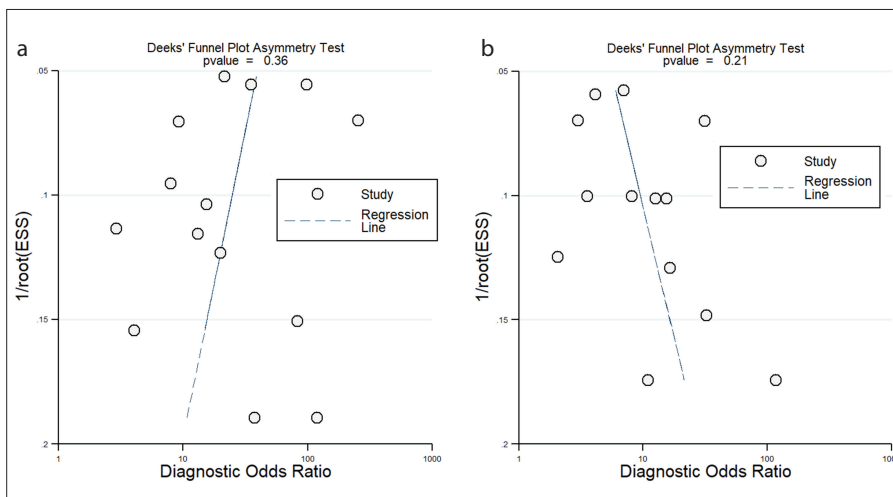 a
Deeks' Funnel Plot Asymmetry Test
pvalue = 0.36
.05
.1
.15
.2
1/root(ESS)
Study
Regression
Line
1
10
100
1000
Diagnostic Odds Ratio
b
Deeks' Funnel Plot Asymmetry Test
pvalue = 0.21
.05
.1
.15
.2
1/root(ESS)
Study
Regression
Line
1
10
100
Diagnostic Odds Ratio